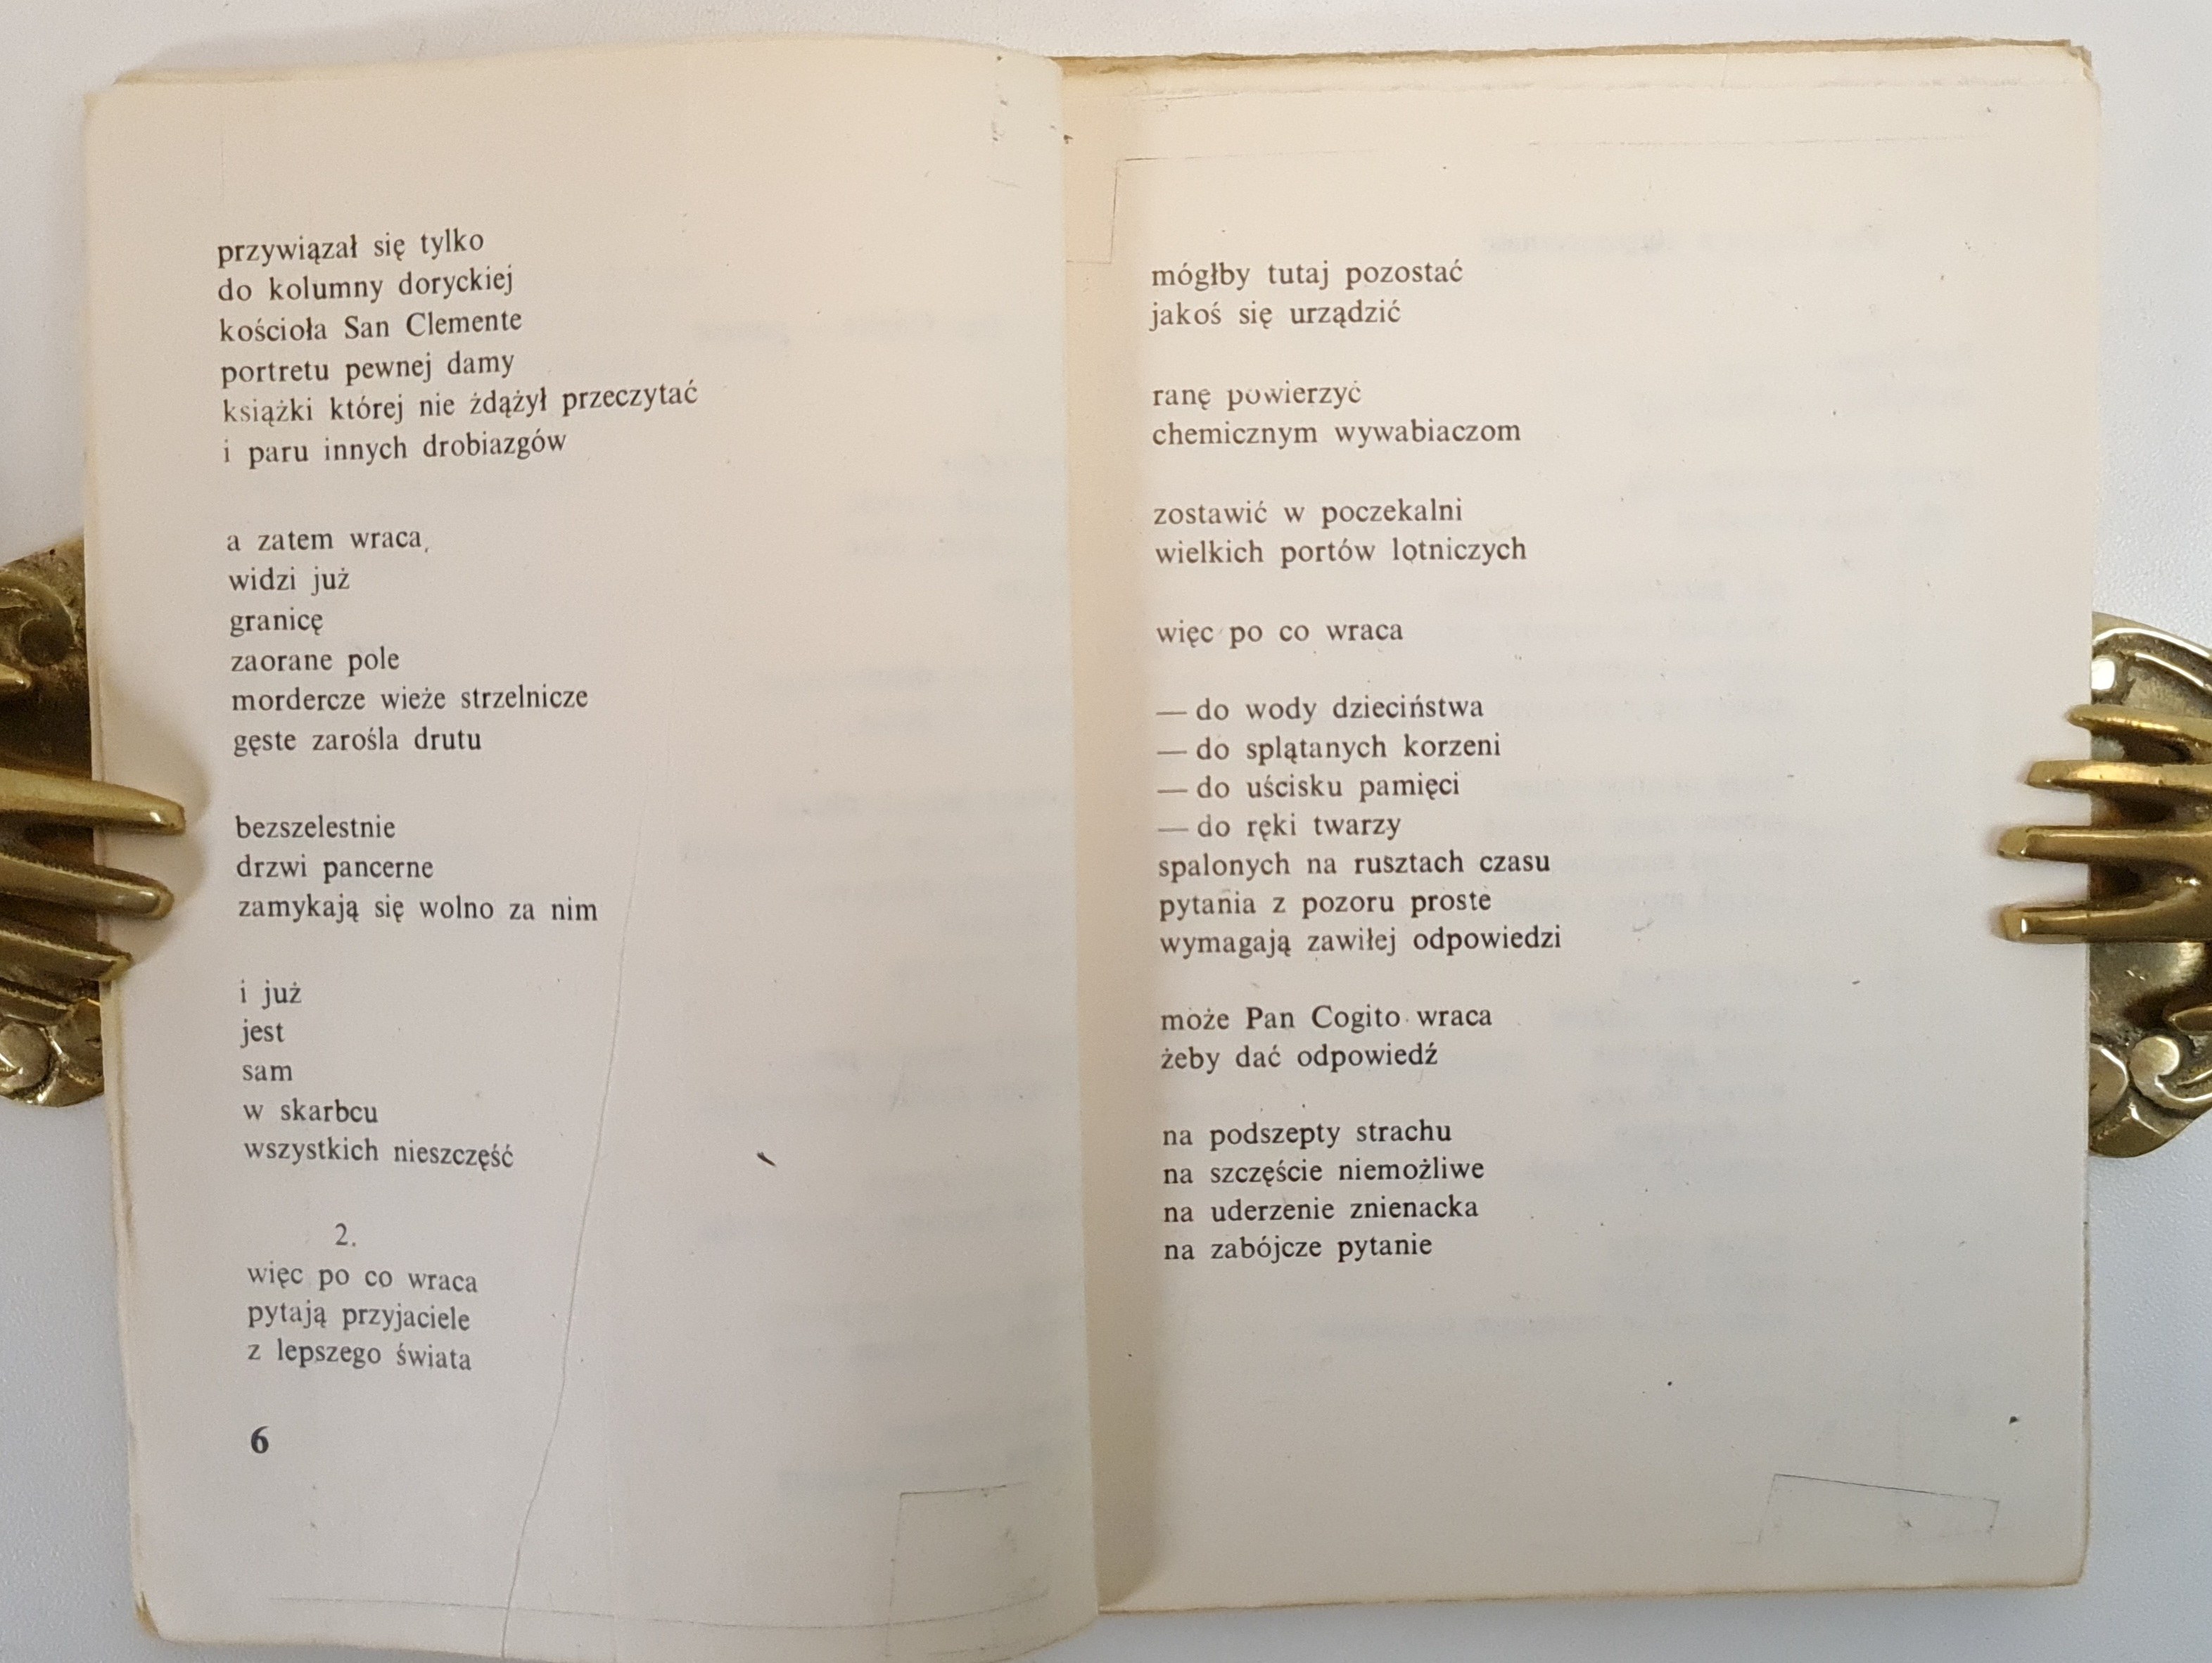 przywiązał się tylko
do kolumny doryckiej
kościoła San Clemente
portretu pewnej damy
książki której nie żdążył przeczytać
i paru innych drobiazgów
a zatem wraca
widzi już
granicę
zaorane pole
mordercze wieże strzelnicze
gęste zarośla drutu
bezszelestnie
drzwi pancerne
zamykają się wolno za nim
i już
jest
sam
w skarbcu
wszystkich nieszczęść
2.
więc po co wraca
pytają przyjaciele
z lepszego świata
6
mógłby tutaj pozostać
jakoś się urządzić
ranę powierzyć
chemicznym wywabiaczom
zostawić w poczekalni
wielkich portów lotniczych
więc po co wraca
— do wody dzieciństwa
— do splątanych korzeni
— do uścisku pamięci
— do ręki twarzy
spalonych na rusztach czasu
pytania z pozoru proste
wymagają zawiłej odpowiedzi
może Pan Cogito wraca
żeby dać odpowiedź
na podszepty strachu
na szczęście niemożliwe
na uderzenie znienacka
na zabójcze pytanie